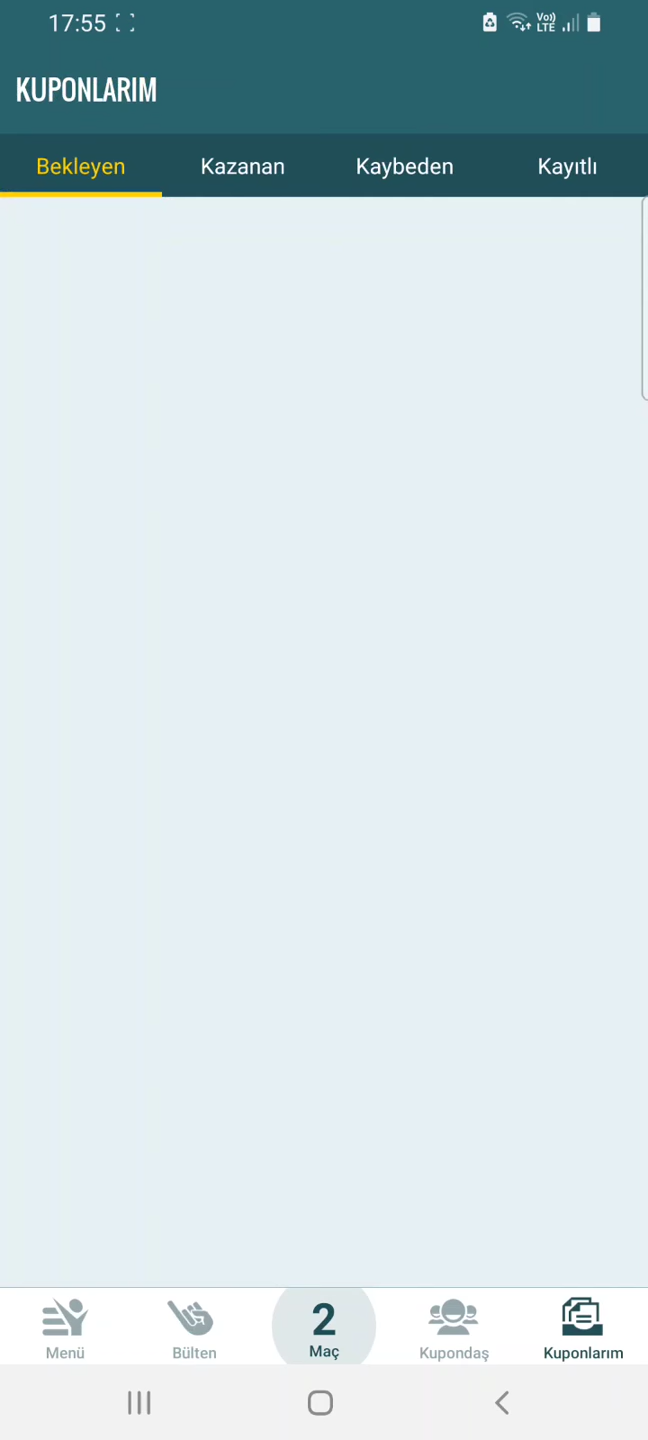 17:55
Vo)) LTE
KUPONLARIM
Bekleyen Kazanan Kaybeden Kayıtlı
2
Menü Bülten Maç Kupondaş Kuponlarım